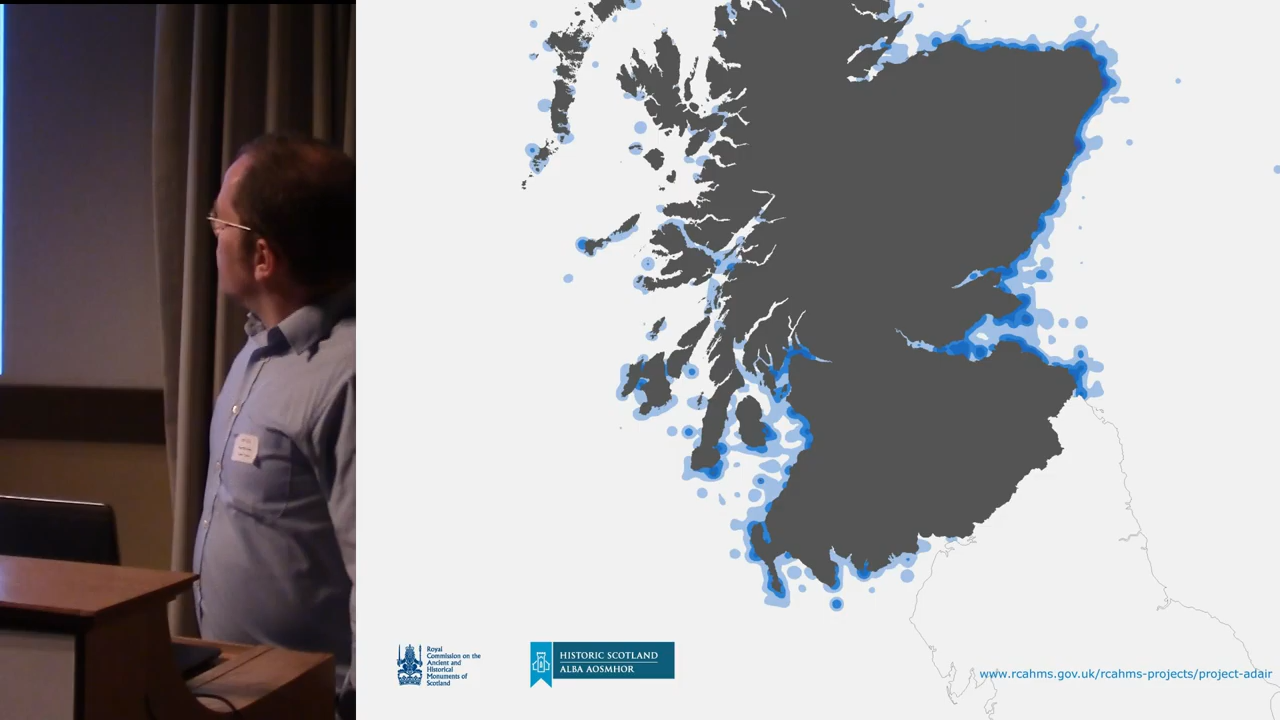 Royal
Commission on the
Ancient and
Historical
Monuments of
Scotland
HISTORIC SCOTLAND
ALBA AOSMHOR
www.rcahms.gov.uk/rcahms-projects/project-adair